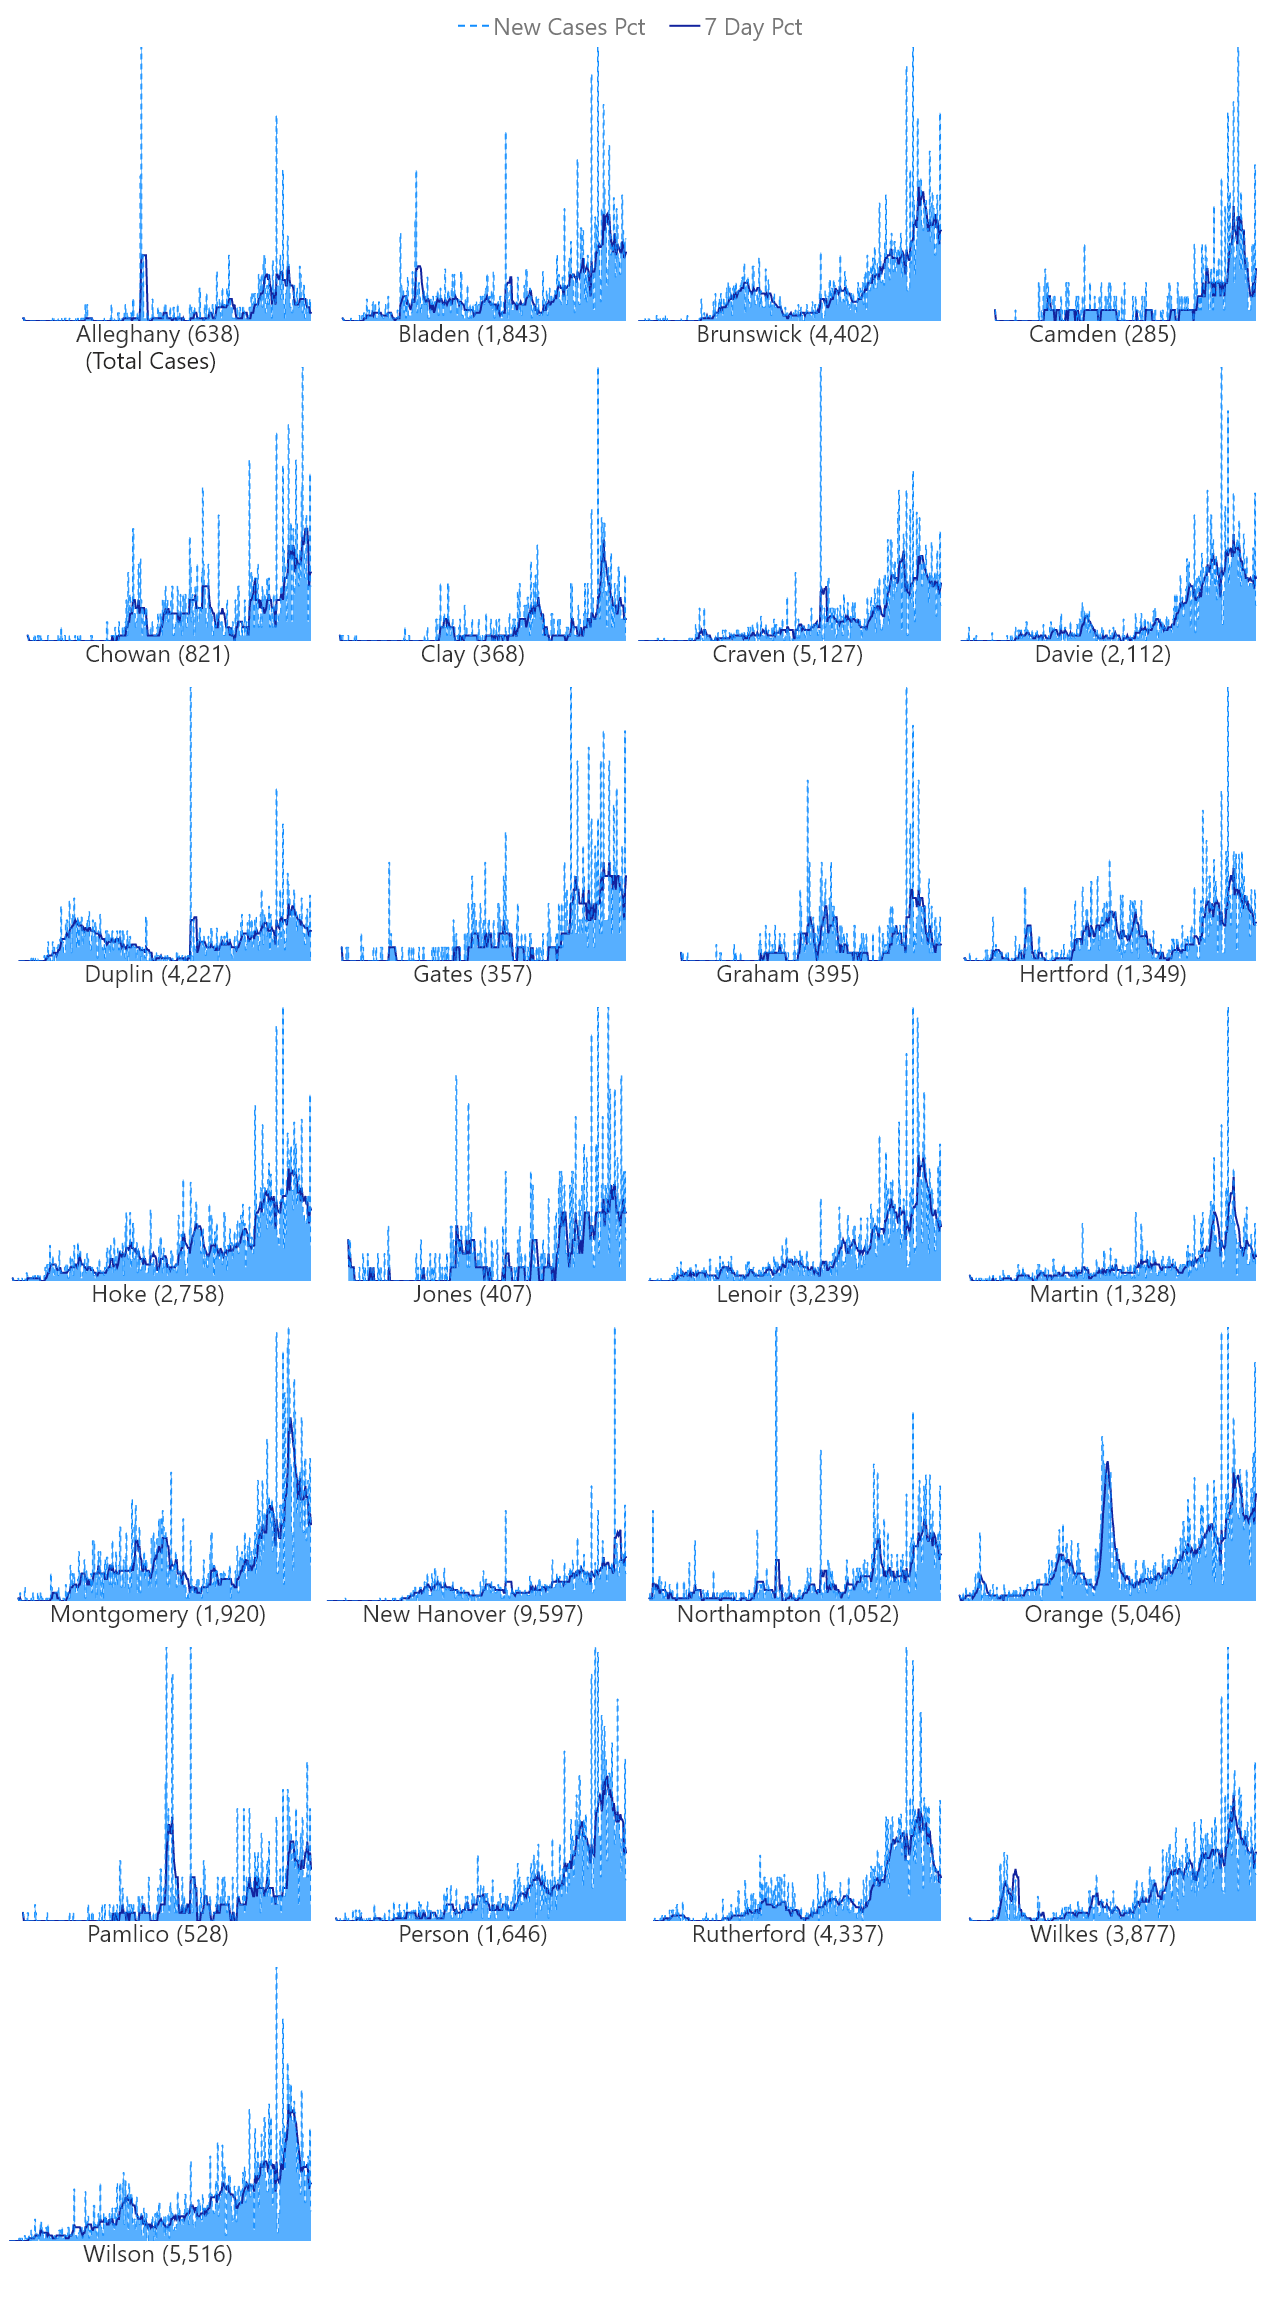 New Cases Pct 7 Day Pct
Alleghany (638) Bladen (1,843) Brunswick (4,402) Camden (285)
(Total Cases)
Chowan (821) Clay (368) Craven (5,127) Davie (2,112)
Duplin (4,227) Gates (357) Graham (395) Hertford (1,349)
Hoke (2,758) Jones (407) Lenoir (3,239) Martin (1,328)
Montgomery (1,920) New Hanover (9,597) Northampton (1,052) Orange (5,046)
Pamlico (528) Person (1,646) Rutherford (4,337) Wilkes (3,877)
Wilson (5,516)